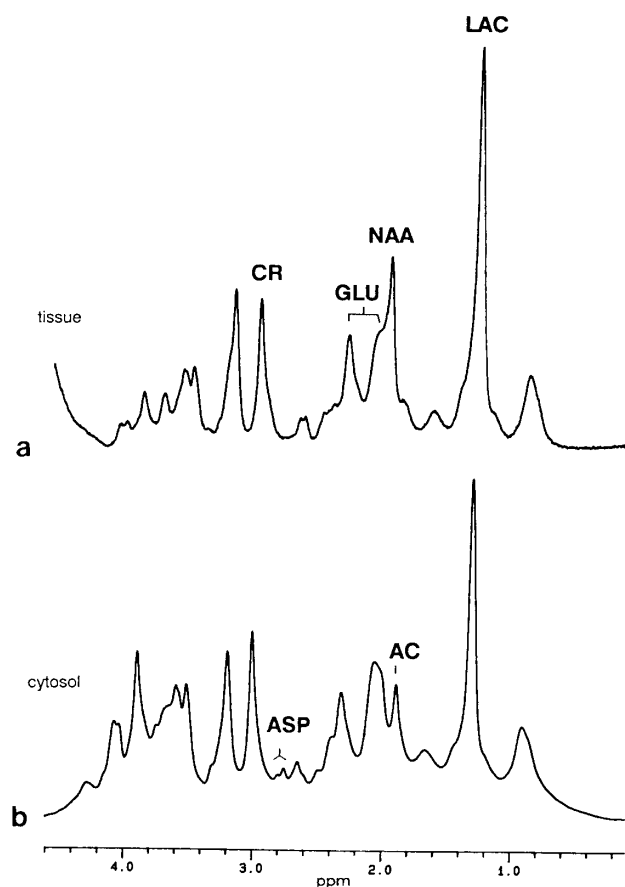 LAC
NAA
CR
GLU
tissue
a
AC
cytosol
ASP
b
4.0 3.0 2.0 1.0
ppm